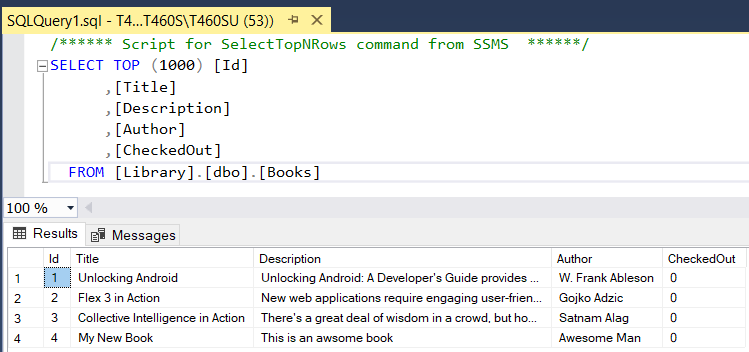 SQLQuery1.sql - T4...T460S\T460SU (53))
/****** Script for SelectTopNRows command from SSMS  ******/
SELECT TOP (1000) [Id]
,[Title]
,[Description]
,[Author]
,[CheckedOut]
FROM [Library].[dbo].[Books]
100 %
Results Messages
Id Title Description Author CheckedOut
1 1 Unlocking Android Unlocking Android: A Developer's Guide provides ... W. Frank Ableson 0
2 2 Flex 3 in Action New web applications require engaging user-frien... Gojko Adzic 0
3 3 Collective Intelligence in Action There's a great deal of wisdom in a crowd, but ho... Satnam Alag 0
4 4 My New Book This is an awsome book Awesome Man 0